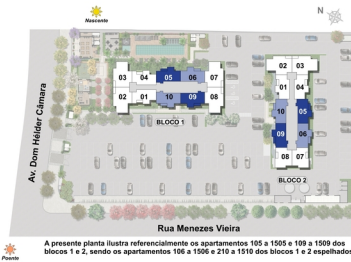 Nascente
N
03 04 05 06 07
02 01 10 09 08
BLOCO 1
02 03
01 04
10 05
09 06
08 07
BLOCO 2
Av. Dom Hélder Câmara
Rua Menezes Vieira
Poente
A presente planta ilustra referencialmente os apartamentos 105 a 1505 e 109 a 1509 dos
blocos 1 e 2, sendo os apartamentos 106 a 1506 e 210 a 1510 dos blocos 1 e 2 espelhados